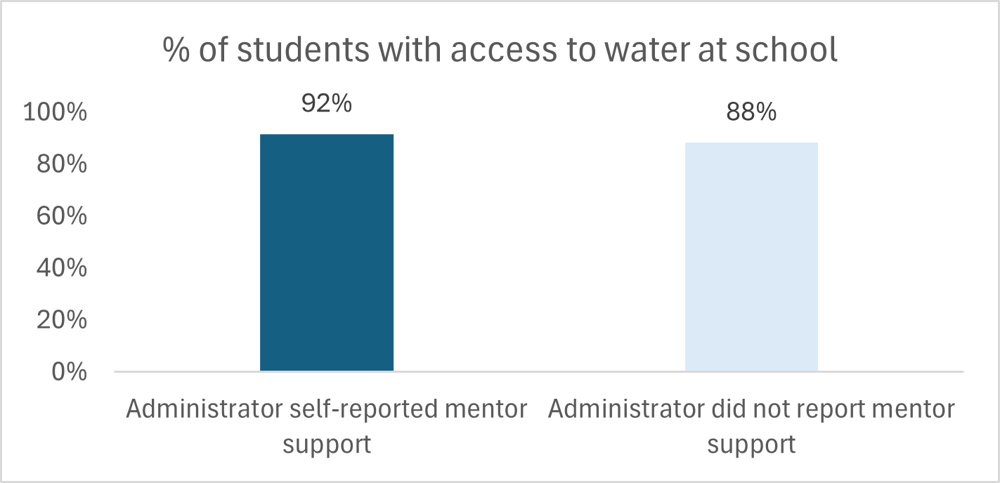 % of students with access to water at school
92%
88%
100%
80%
60%
40%
20%
0%
Administrator self-reported mentor
support
Administrator did not report mentor
support